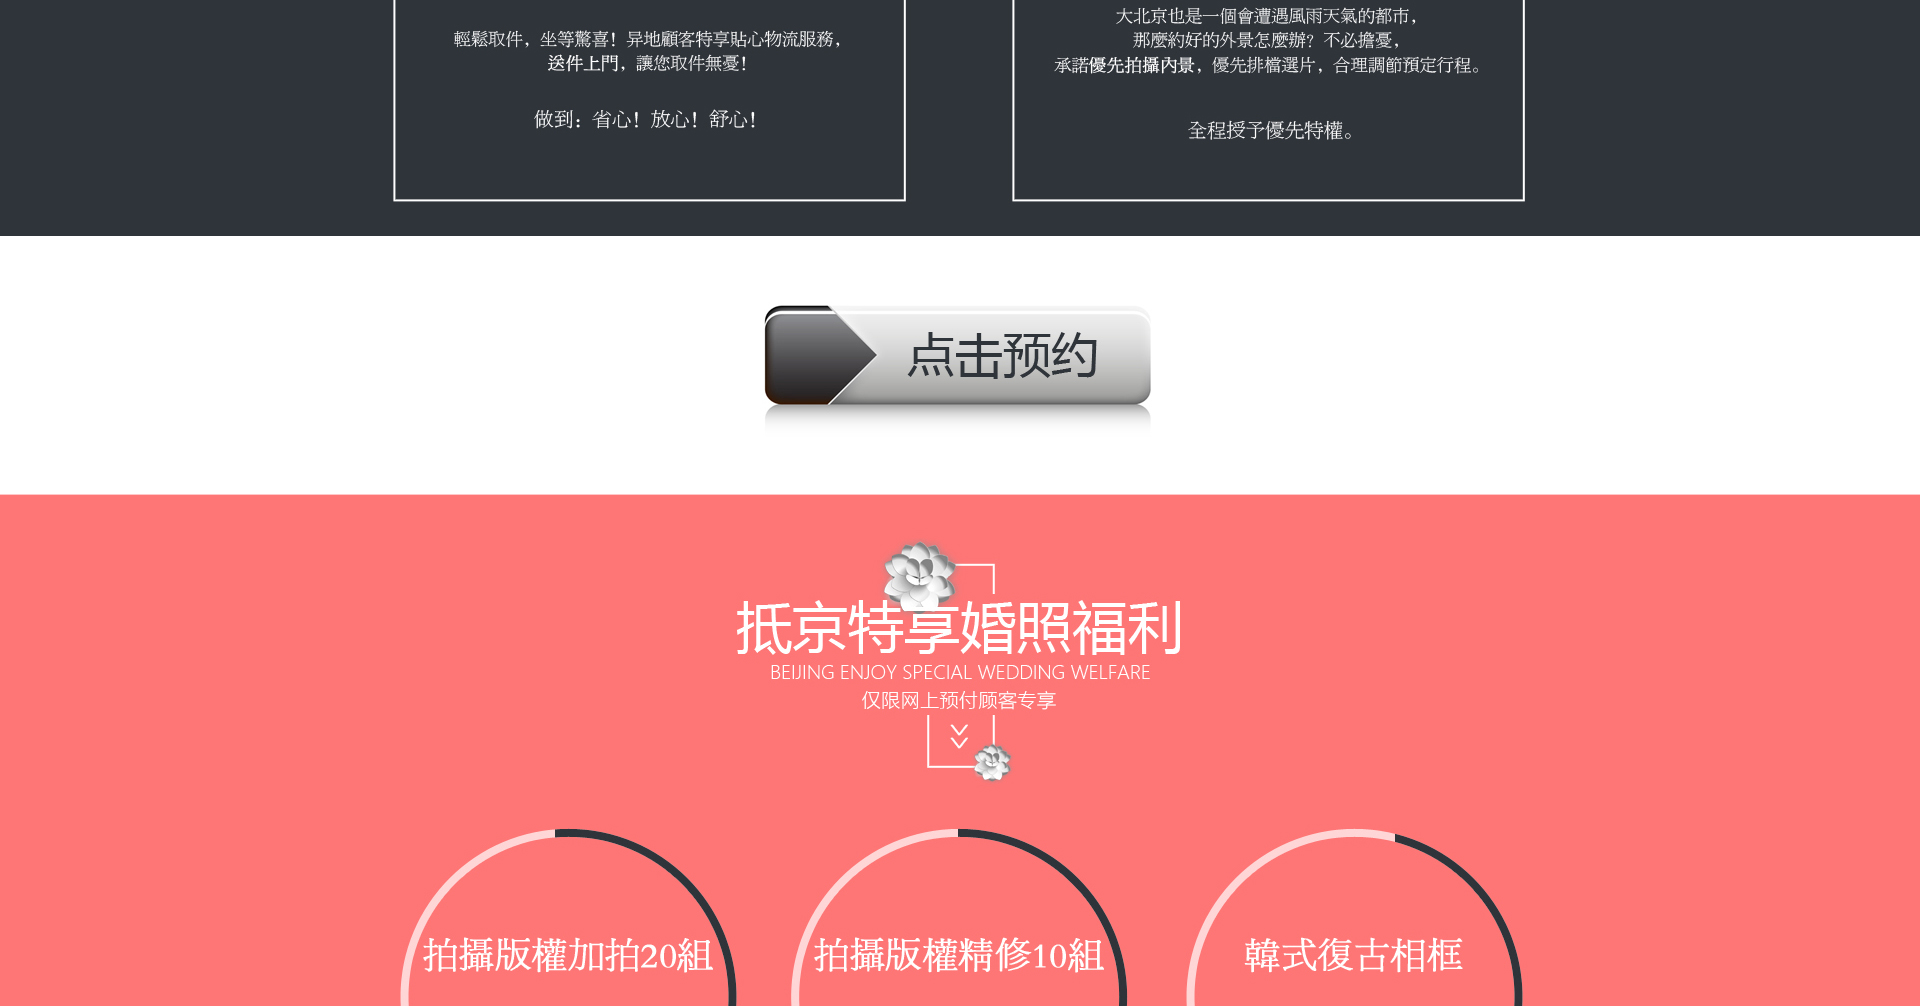 輕鬆取件，坐等驚喜！异地顧客特享貼心物流服務，
送件上門，讓您取件無憂！
做到：省心！放心！舒心！
大北京也是一個會遭遇風雨天氣的都市，
那麼約好的外景怎麼辦？不必擔憂，
承諾優先拍攝內景，優先排檔選片，合理調節預定行程。
全程授予優先特權。
点击预约
抵京特享婚照福利
BEIJING ENJOY SPECIAL WEDDING WELFARE
仅限网上预付顾客专享
拍攝版權加拍20組
拍攝版權精修10組
韓式復古相框